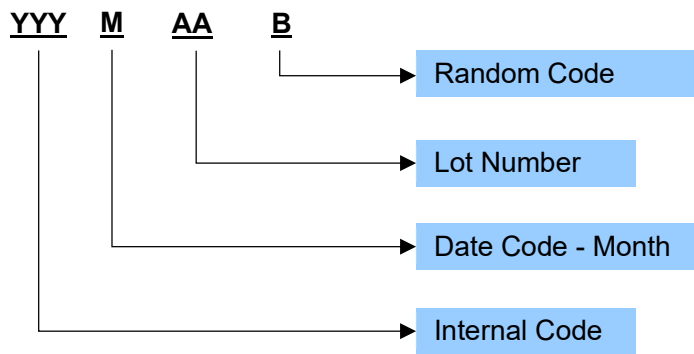 YYY M AA B
Random Code
Lot Number
Date Code - Month
Internal Code